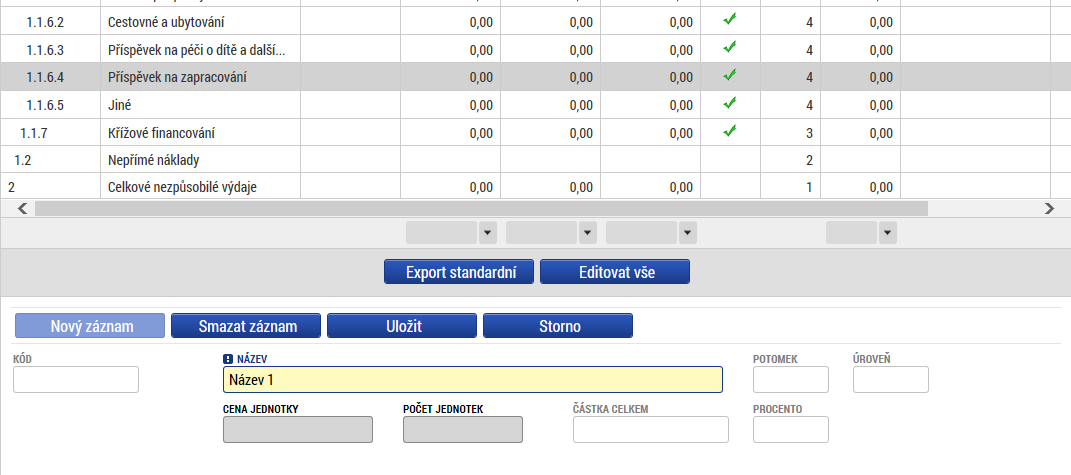 1.1.6.2 Cestovné a ubytování 0,00 0,00 0,00 4 0,00
1.1.6.3 Příspěvek na péči o dítě a další... 0,00 0,00 0,00 4 0,00
1.1.6.4 Příspěvek na zapracování 0,00 0,00 0,00 4 0,00
1.1.6.5 Jiné 0,00 0,00 0,00 4 0,00
1.1.7 Křížové financování 0,00 0,00 0,00 3 0,00
1.2 Nepřímé náklady 2
2 Celkové nezpůsobilé výdaje 0,00 0,00 0,00 1 0,00
Export standardní Editovat vše
Nový záznam Smazat záznam Uložit Storno
KÓD NÁZEV POTOMEK ÚROVEŇ
Název 1
CENA JEDNOTKY POČET JEDNOTEK ČÁSTKA CELKEM PROCENTO